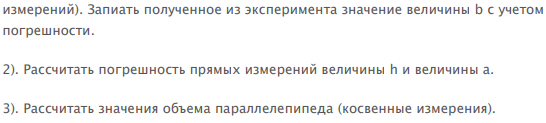 измерений). Запиать полученное из эксперимента значение величины b с учетом
погрешности.
2). Рассчитать погрешность прямых измерений величины h и величины a.
3). Рассчитать значения объема параллелепипеда (косвенные измерения).